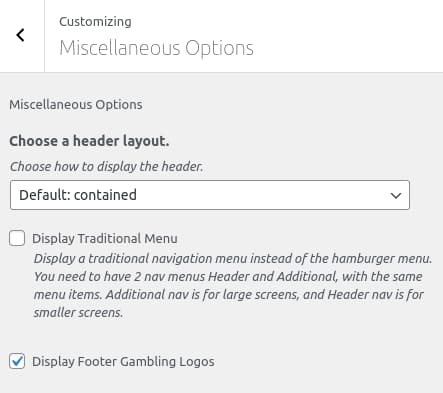 Customizing
Miscellaneous Options
Miscellaneous Options
Choose a header layout.
Choose how to display the header.
Default: contained
Display Traditional Menu
Display a traditional navigation menu instead of the hamburger menu.
You need to have 2 nav menus Header and Additional, with the same
menu items. Additional nav is for large screens, and Header nav is for
smaller screens.
Display Footer Gambling Logos